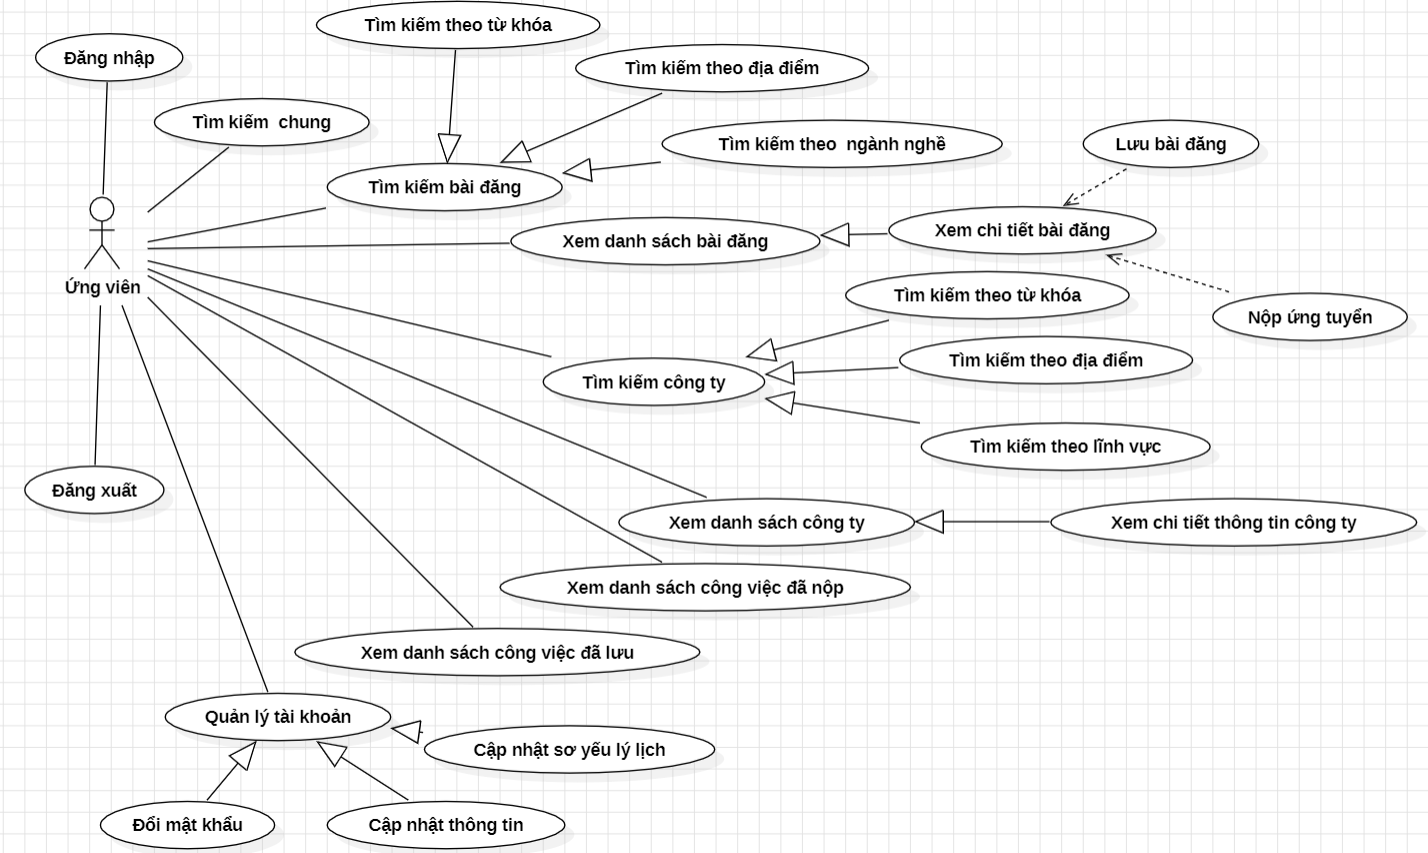 Tìm kiếm theo từ khóa
Đăng nhập
Tìm kiếm theo địa điểm
Tìm kiếm  chung
Tìm kiếm theo  ngành nghề
Lưu bài đăng
Tìm kiếm bài đăng
Xem danh sách bài đăng
Xem chi tiết bài đăng
Ứng viên
Tìm kiếm theo từ khóa
Nộp ứng tuyển
Tìm kiếm theo địa điểm
Tìm kiếm công ty
Tìm kiếm theo lĩnh vực
Đăng xuất
Xem danh sách công ty
Xem chi tiết thông tin công ty
Xem danh sách công việc đã nộp
Xem danh sách công việc đã lưu
Quản lý tài khoản
Cập nhật sơ yếu lý lịch
Đổi mật khẩu
Cập nhật thông tin